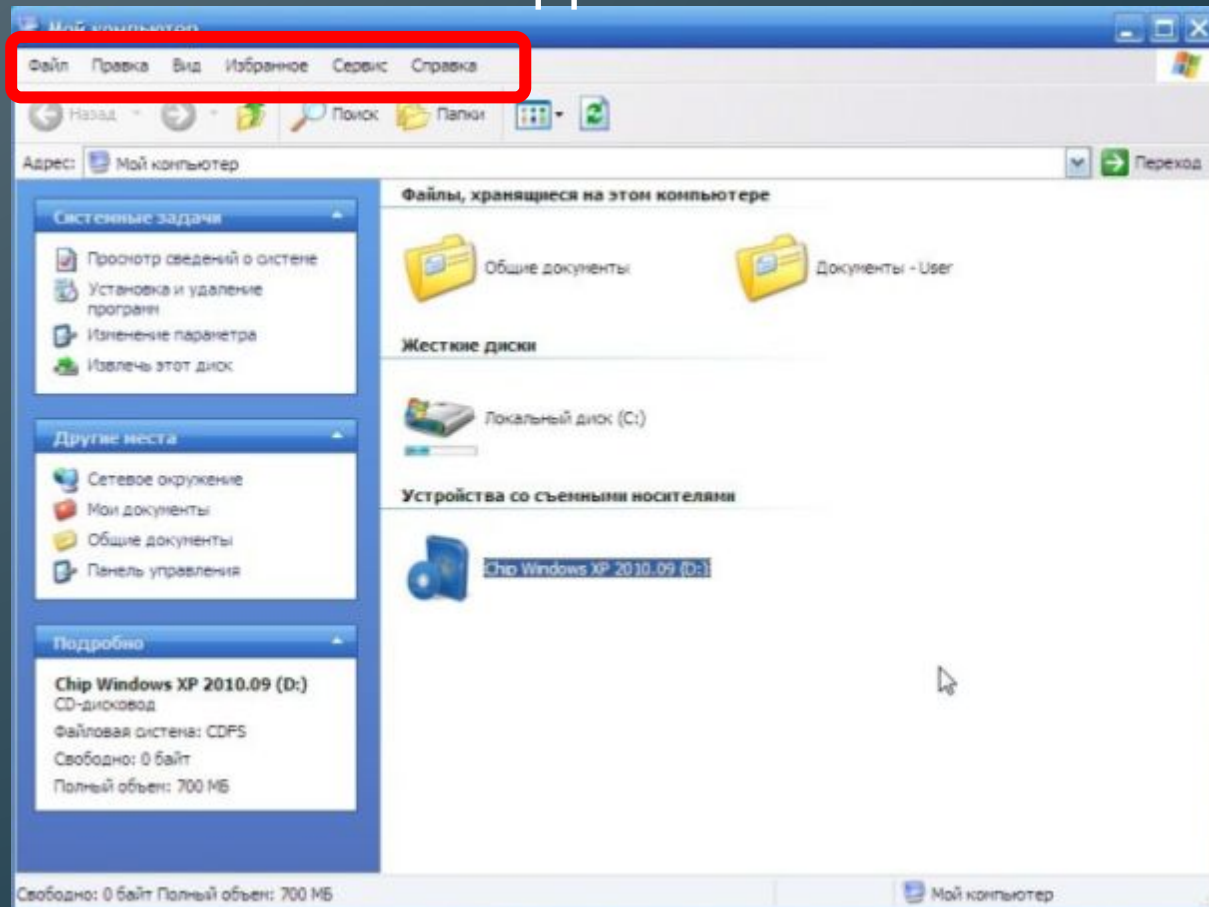 Мой компьютер
Файл Правка Вид Избранное Сервис Справка
Назад Поиск Папки
Адрес: Мой компьютер Переход
Системные задачи
Просмотр сведений о системе
Установка и удаление
программ
Изменение параметра
Извлечь этот диск
Другие места
Сетевое окружение
Мои документы
Общие документы
Панель управления
Подробно
Chip Windows XP 2010.09 (D:)
CD-дисковод
Файловая система: CDFS
Свободно: 0 байт
Полный объем: 700 МБ
Файлы, хранящиеся на этом компьютере
Общие документы
Документы - User
Жесткие диски
Локальный диск (C:)
Устройства со съемными носителями
Chip Windows XP 2010.09 (D:)
Свободно: 0 байт Полный объем: 700 МБ
Мой компьютер